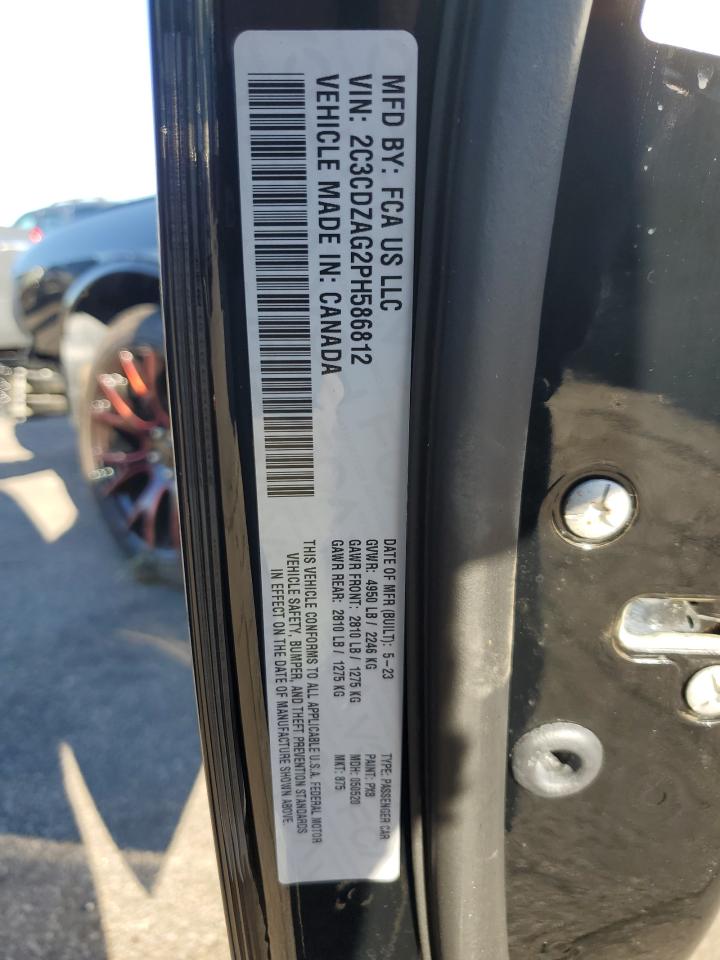 MFD BY: FCA US LLC
VIN: 2C3CDZAG2PH586812
VEHICLE MADE IN: CANADA
DATE OF MFR (BUILT): 5-23
GVWR: 4950 LB / 2246 KG
GAWR FRONT: 2810 LB / 1275 KG
GAWR REAR: 2810 LB / 1275 KG
THIS VEHICLE CONFORMS TO ALL APPLICABLE U.S.A. FEDERAL MOTOR
VEHICLE SAFETY, BUMPER, AND THEFT PREVENTION STANDARDS
IN EFFECT ON THE DATE OF MANUFACTURE SHOWN ABOVE.
TYPE: PASSENGER CAR
PAINT: PX8
MDH: 050520
MKT: 875